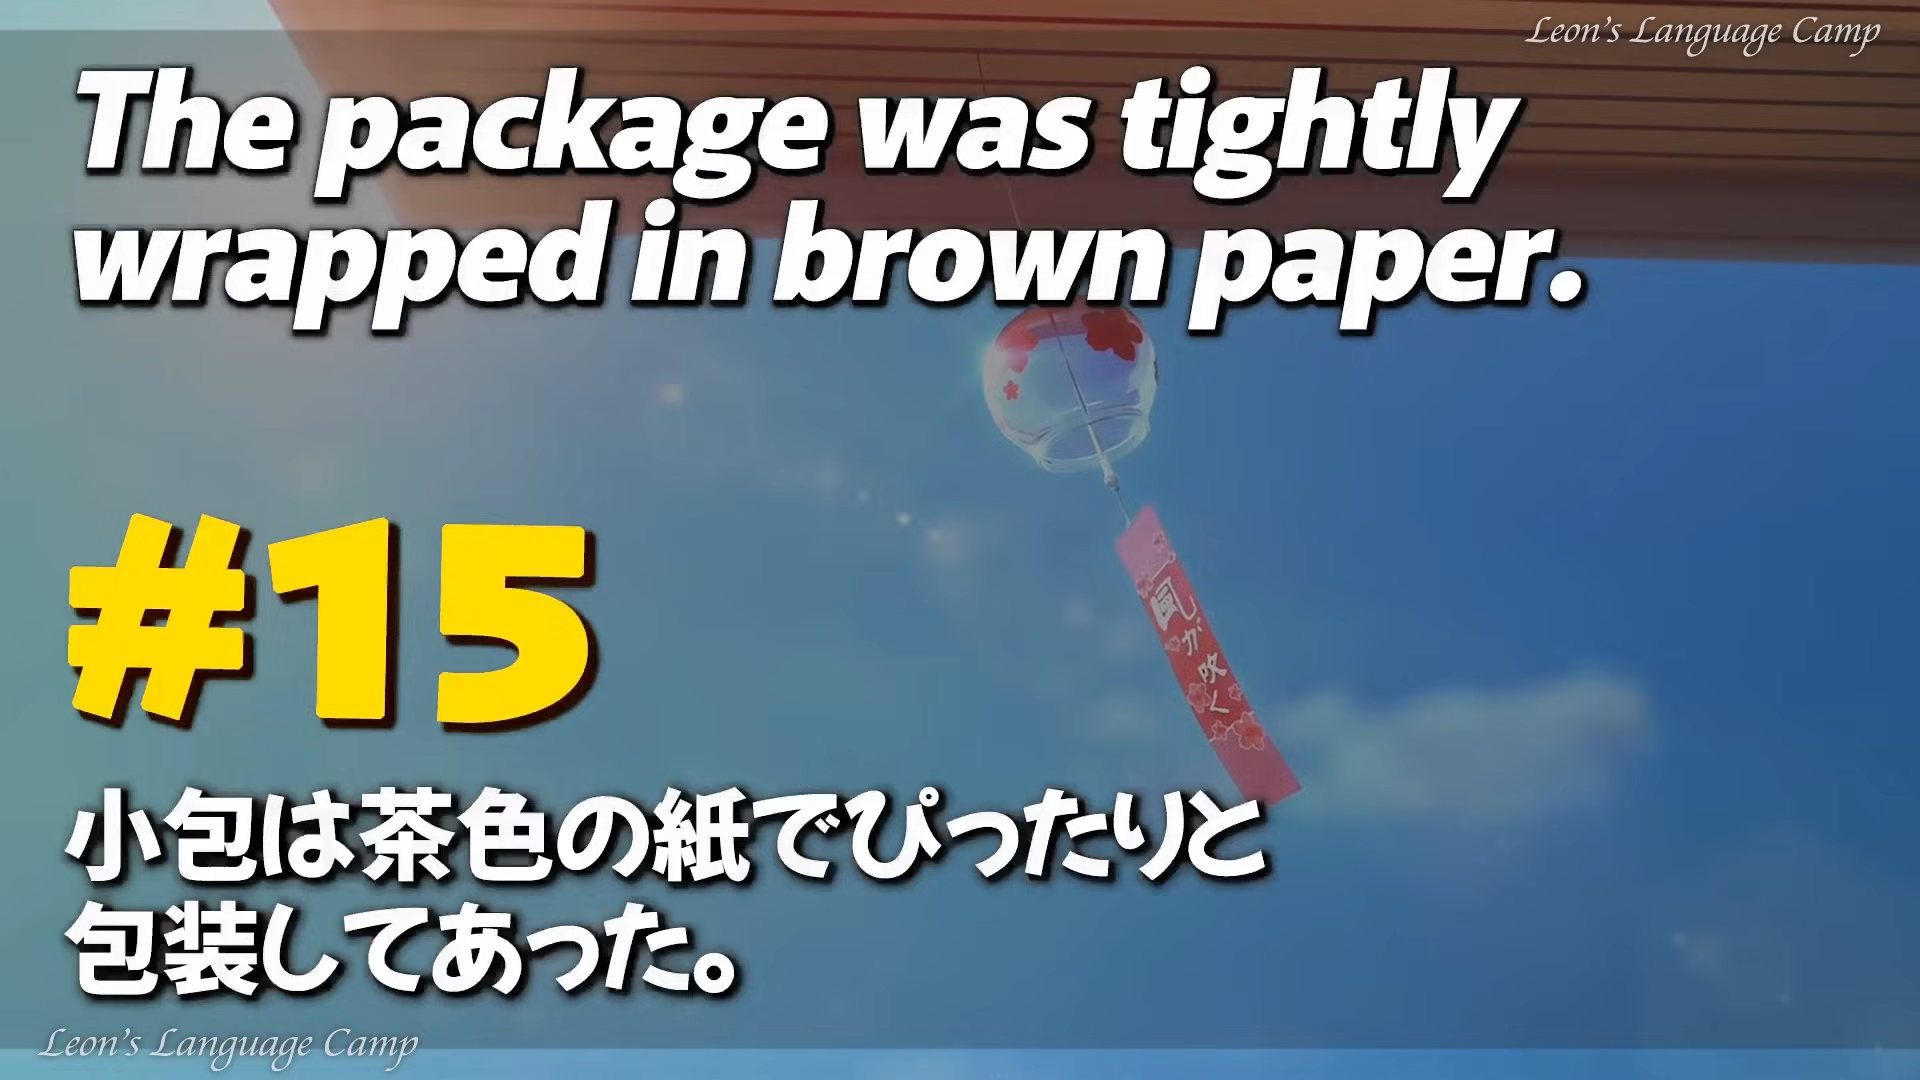 Leon's Language Camp
The package was tightly
wrapped in brown paper.
#15
風が吹く
小包は茶色の紙でぴったりと
包装してあった。
Leon's Language Camp